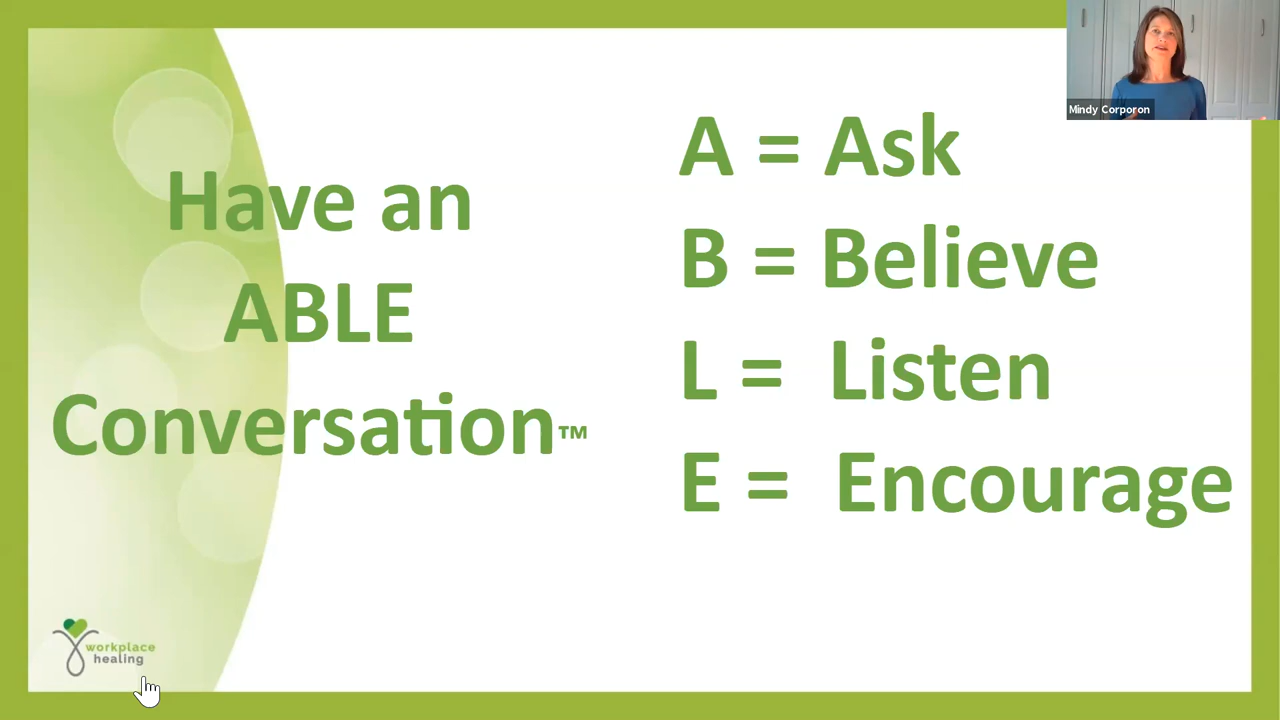 Have an
ABLE
Conversation™
A = Ask
B = Believe
L = Listen
E = Encourage
Mindy Corporon
workplace
healing